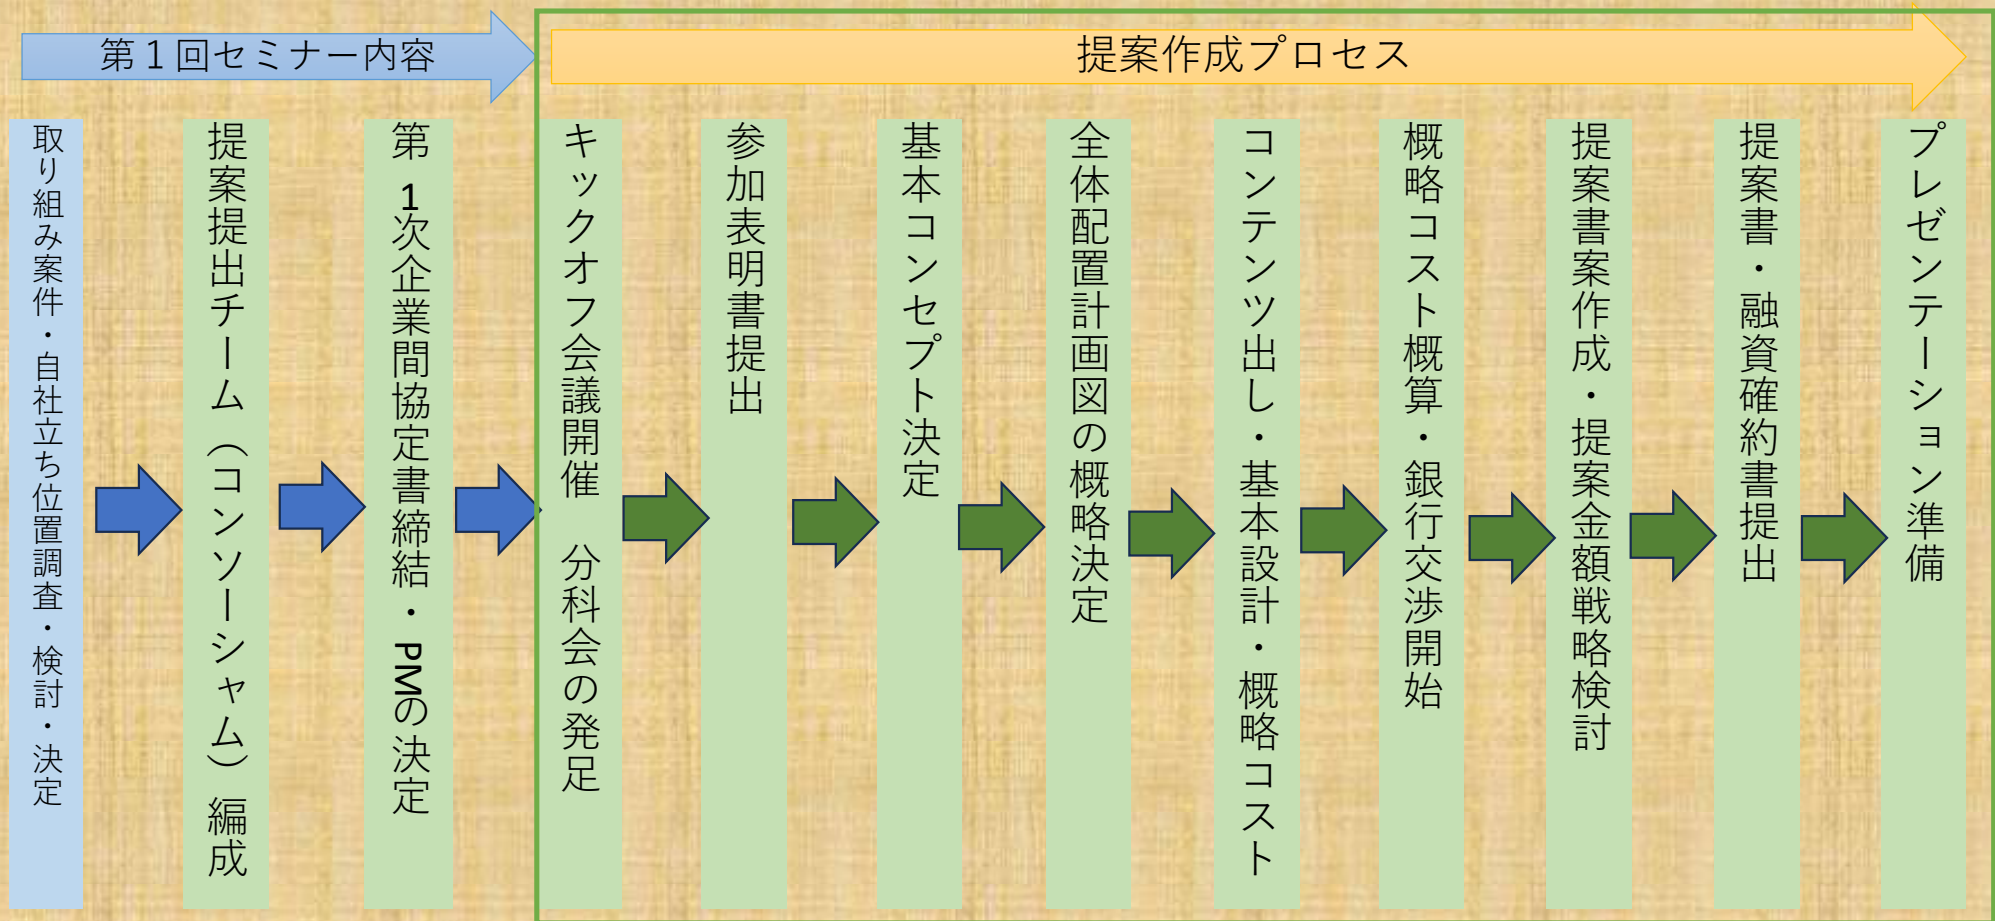 第１回セミナー内容
提案作成プロセス
取り組み案件・自社立ち位置調査・検討・決定
提案提出チーム（コンソーシャム）編成
第1次企業間協定書締結・PMの決定
キックオフ会議開催　分科会の発足
参加表明書提出
基本コンセプト決定
全体配置計画図の概略決定
コンテンツ出し・基本設計・概略コスト
概略コスト概算・銀行交渉開始
提案書案作成・提案金額戦略検討
提案書・融資確約書提出
プレゼンテーション準備